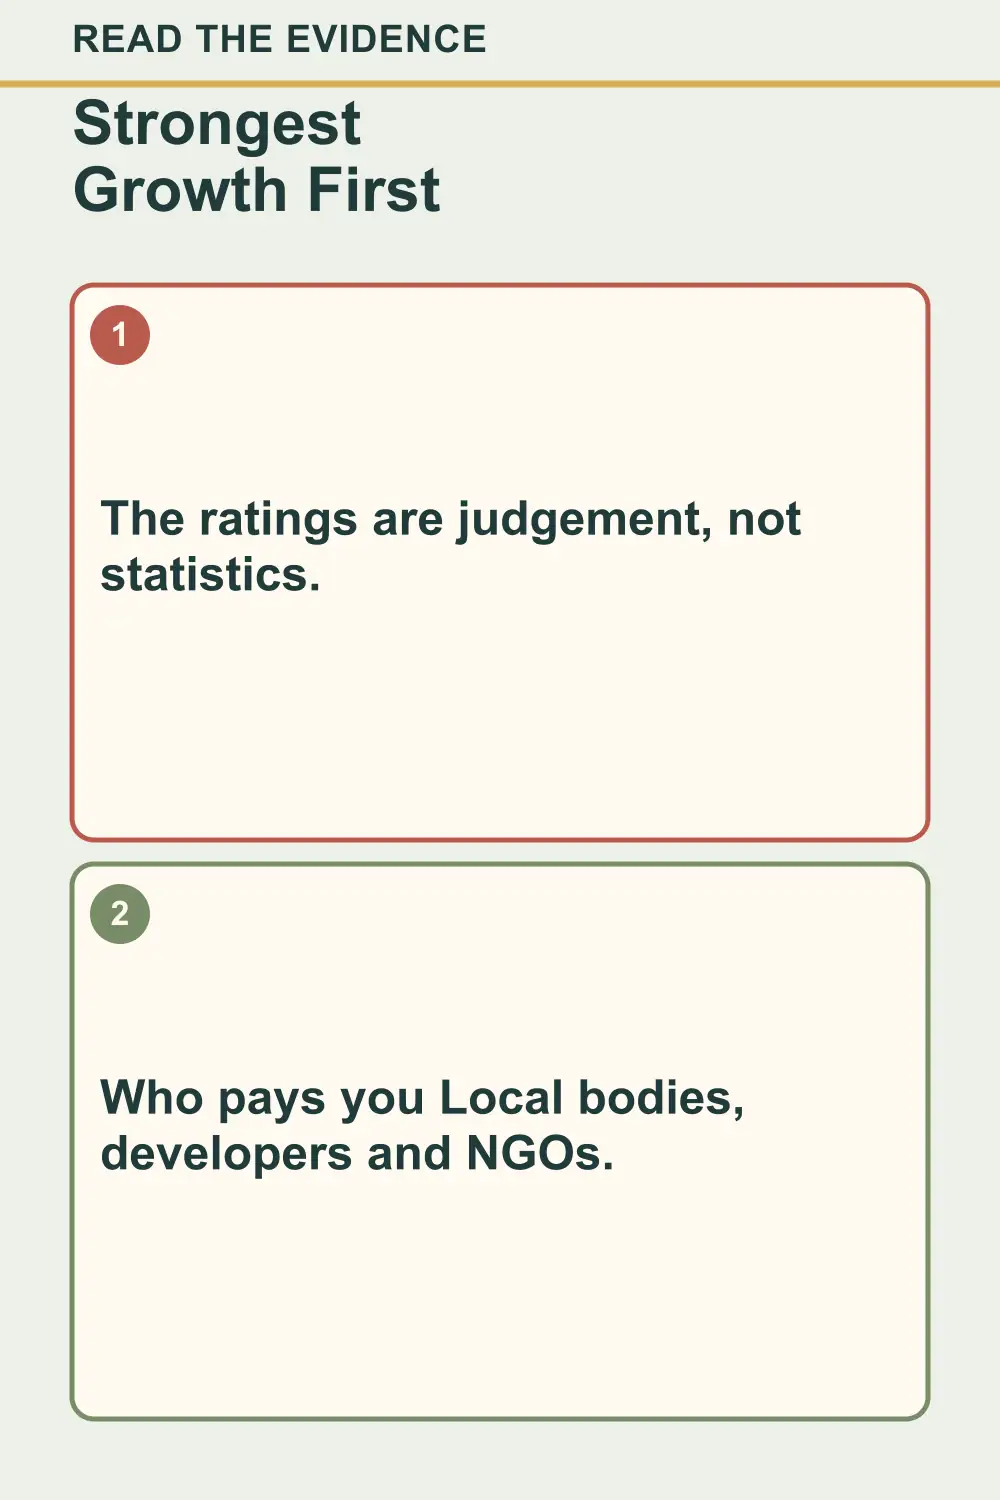 READ THE EVIDENCE
Strongest
Growth First
1
The ratings are judgement, not
statistics.
2
Who pays you Local bodies,
developers and NGOs.